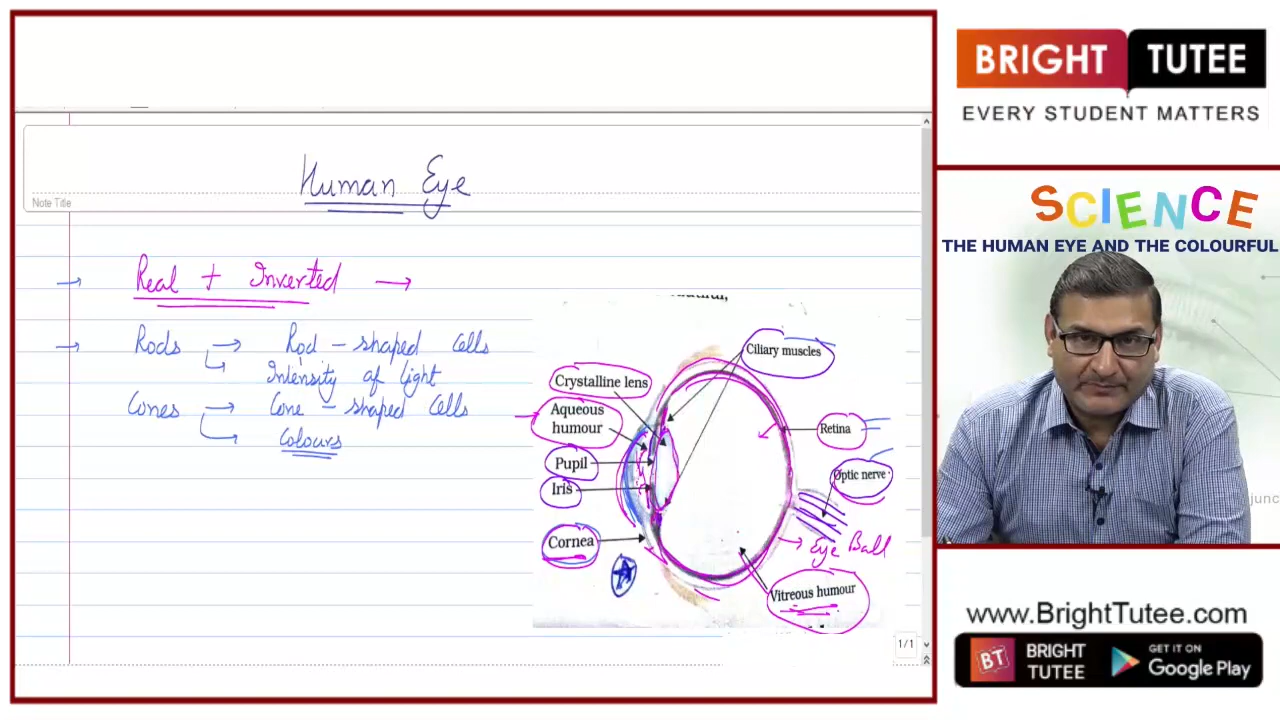 BRIGHT TUTEE
EVERY STUDENT MATTERS
Human Eye
Note Title
SCIENCE
THE HUMAN EYE AND THE COLOURFUL
Real + Inverted →
Rods → Rod - shaped Cells
Intensity of light
Cones → Cone - shaped Cells
Colours
Ciliary muscles
Crystalline lens
Aqueous
humour
Retina
Pupil
Optic nerve
Iris
Cornea
→ Eye Ball
Vitreous humour
junc
1/1
www.BrightTutee.com
BT
BRIGHT
TUTEE
GET IT ON
Google Play